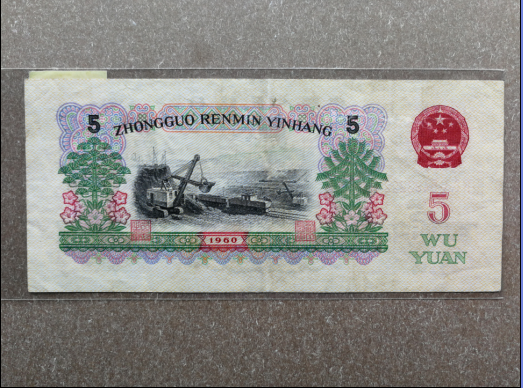 5 ZHONGGUO RENMIN YINHANG 5
5
WU
YUAN
1960